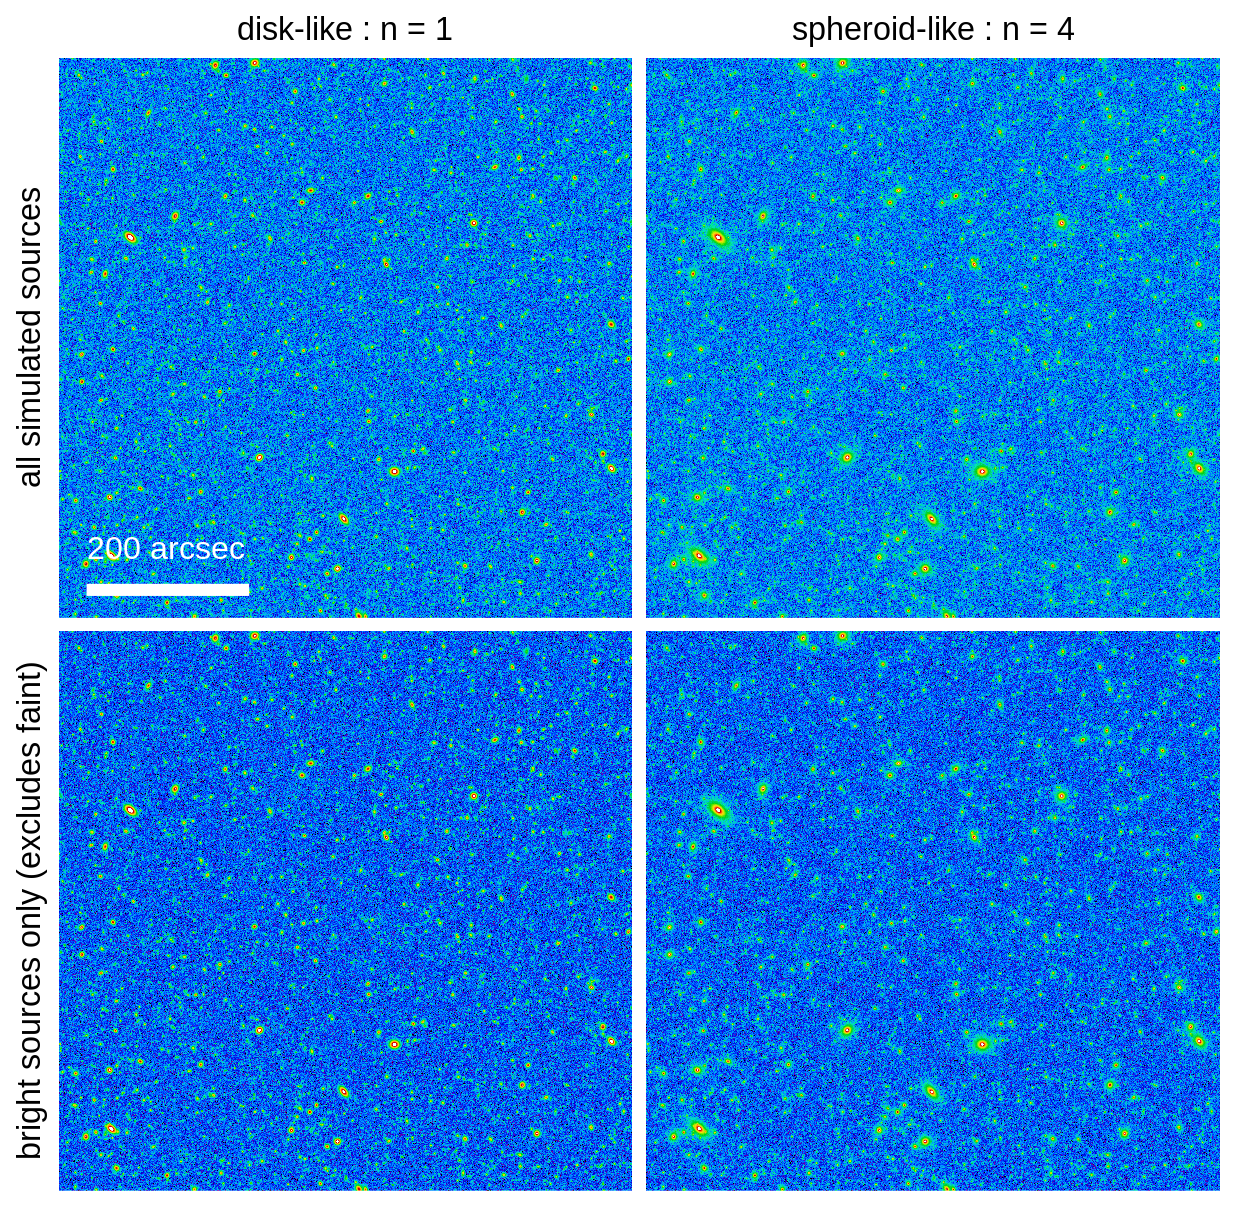 disk-like : n = 1
spheroid-like : n = 4
all simulated sources
200 arcsec
bright sources only (excludes faint)